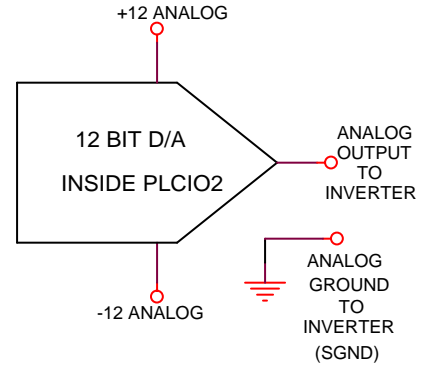 +12 ANALOG
12 BIT D/A
INSIDE PLCIO2
ANALOG
OUTPUT
TO
INVERTER
-12 ANALOG
ANALOG
GROUND
TO
INVERTER
(SGND)